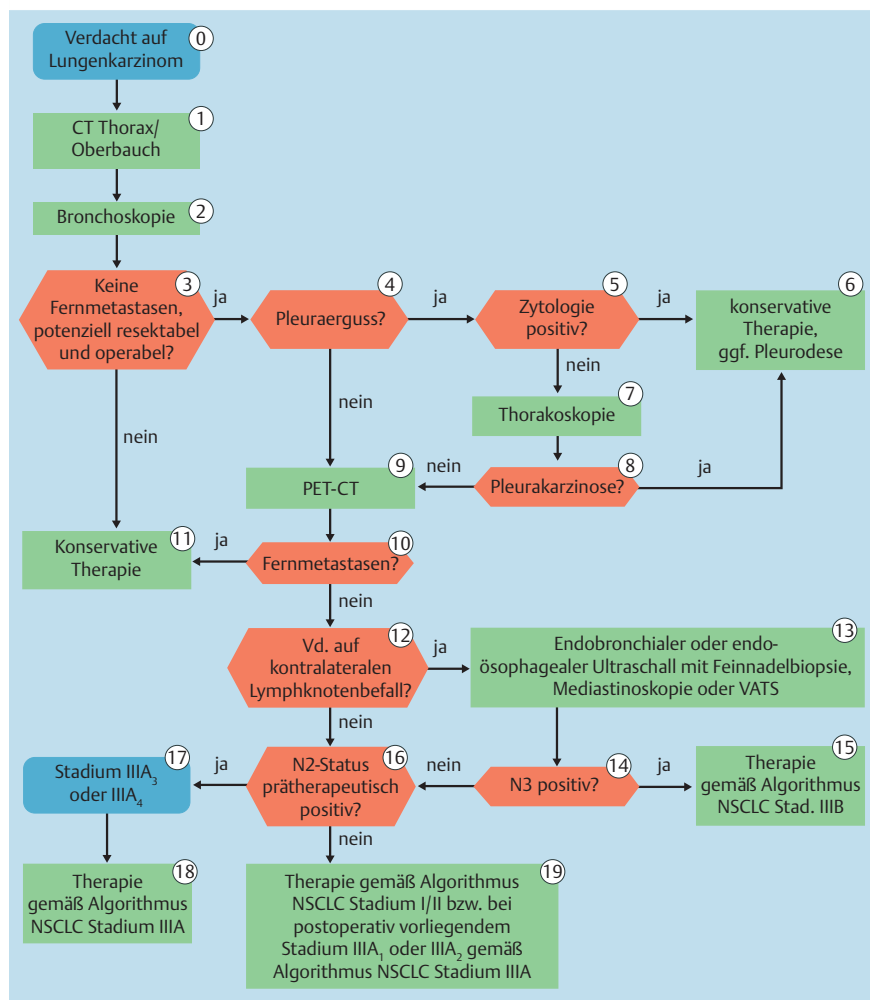 Verdacht auf
Lungenkarzinom
0
CT Thorax/
Oberbauch
1
Bronchoskopie
2
Keine
Fernmetastasen,
potenziell resektabel
und operabel?
3
ja
Pleuraerguss?
4
ja
Zytologie
positiv?
5
ja
konservative
Therapie,
ggf. Pleurodese
6
nein
nein
nein
Thorakoskopie
7
PET-CT
9
nein
Pleurakarzinose?
8
ja
Konservative
Therapie
11
ja
Fernmetastasen?
10
nein
Vd. auf
kontralateralen
Lymphknotenbefall?
12
ja
Endobronchialer oder endo-
ösophagealer Ultraschall mit Feinnadelbiopsie,
Mediastinoskopie oder VATS
13
nein
Stadium IIIA3
oder IIIA4
17
ja
N2-Status
prätherapeutisch
positiv?
16
nein
N3 positiv?
14
ja
Therapie
gemäß Algorithmus
NSCLC Stad. IIIB
15
nein
Therapie
gemäß Algorithmus
NSCLC Stadium IIIA
18
Therapie gemäß Algorithmus
NSCLC Stadium I/II bzw. bei
postoperativ vorliegendem
Stadium IIIA1 oder IIIA2 gemäß
Algorithmus NSCLC Stadium IIIA
19